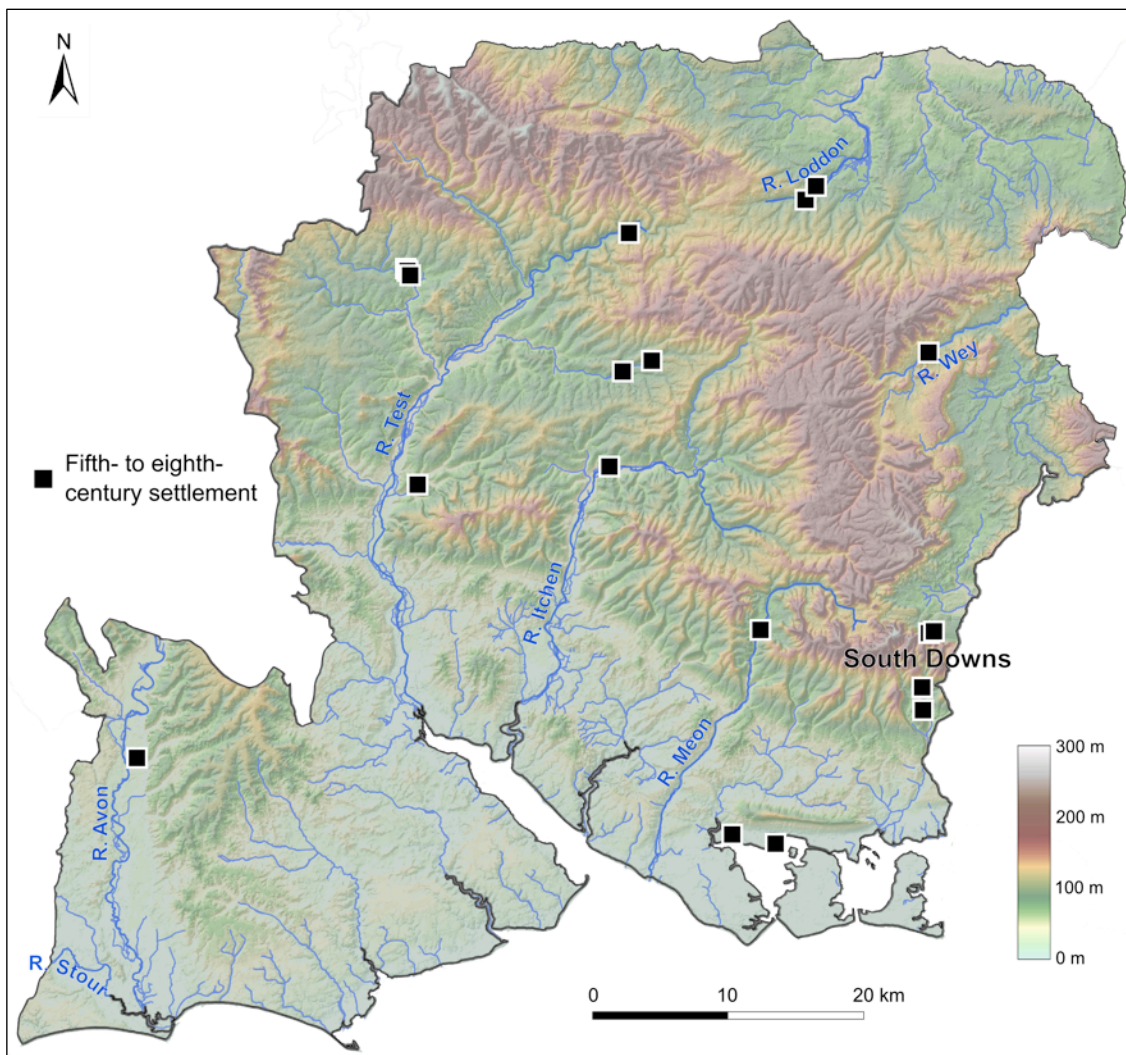 N
R. Loddon
R. Wey
R. Test
Fifth- to eighth-
century settlement
R. Itchen
South Downs
R. Meon
R. Avon
R. Stour
300 m
200 m
100 m
0 m
0 10 20 km